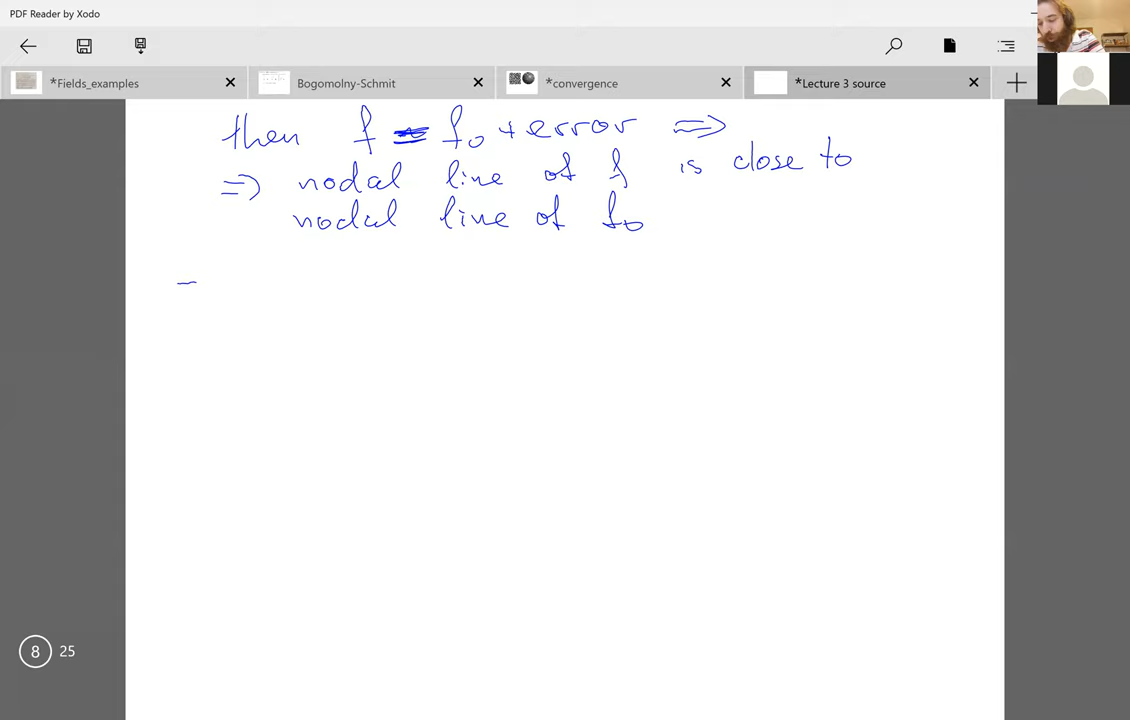 PDF Reader by Xodo
*Fields_examples
Bogomolny-Schmit
*convergence
*Lecture 3 source
then f = f₀ + error ⇒
⇒ nodal line of f is close to
nodal line of f₀
–
8 25